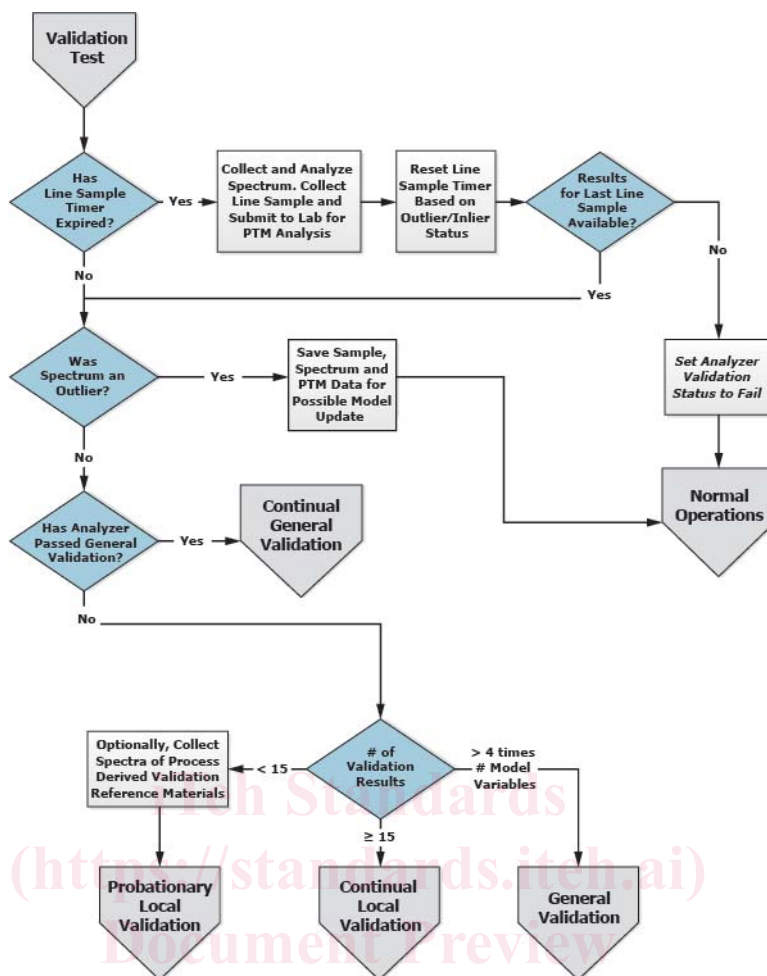 Validation
Test
Has
Line Sample
Timer
Expired?
Yes
Collect and Analyze
Spectrum. Collect
Line Sample and
Submit to Lab for
PTM Analysis
Reset Line
Sample Timer
Based on
Outlier/Inlier
Status
Results
for Last Line
Sample
Available?
No
No
Yes
Was
Spectrum an
Outlier?
Yes
Save Sample,
Spectrum and
PTM Data for
Possible Model
Update
Set Analyzer
Validation
Status to Fail
No
Normal
Operations
Has Analyzer
Passed General
Validation?
Yes
Continual
General
Validation
No
Optionally, Collect
Spectra of Process
Derived Validation
Reference Materials
< 15
# of
Validation
Results
> 4 times
# Model
Variables
≥ 15
Probationary
Local
Validation
Continual
Local
Validation
General
Validation
iTeh Standards
(https://standards.iteh.ai)
Document Preview